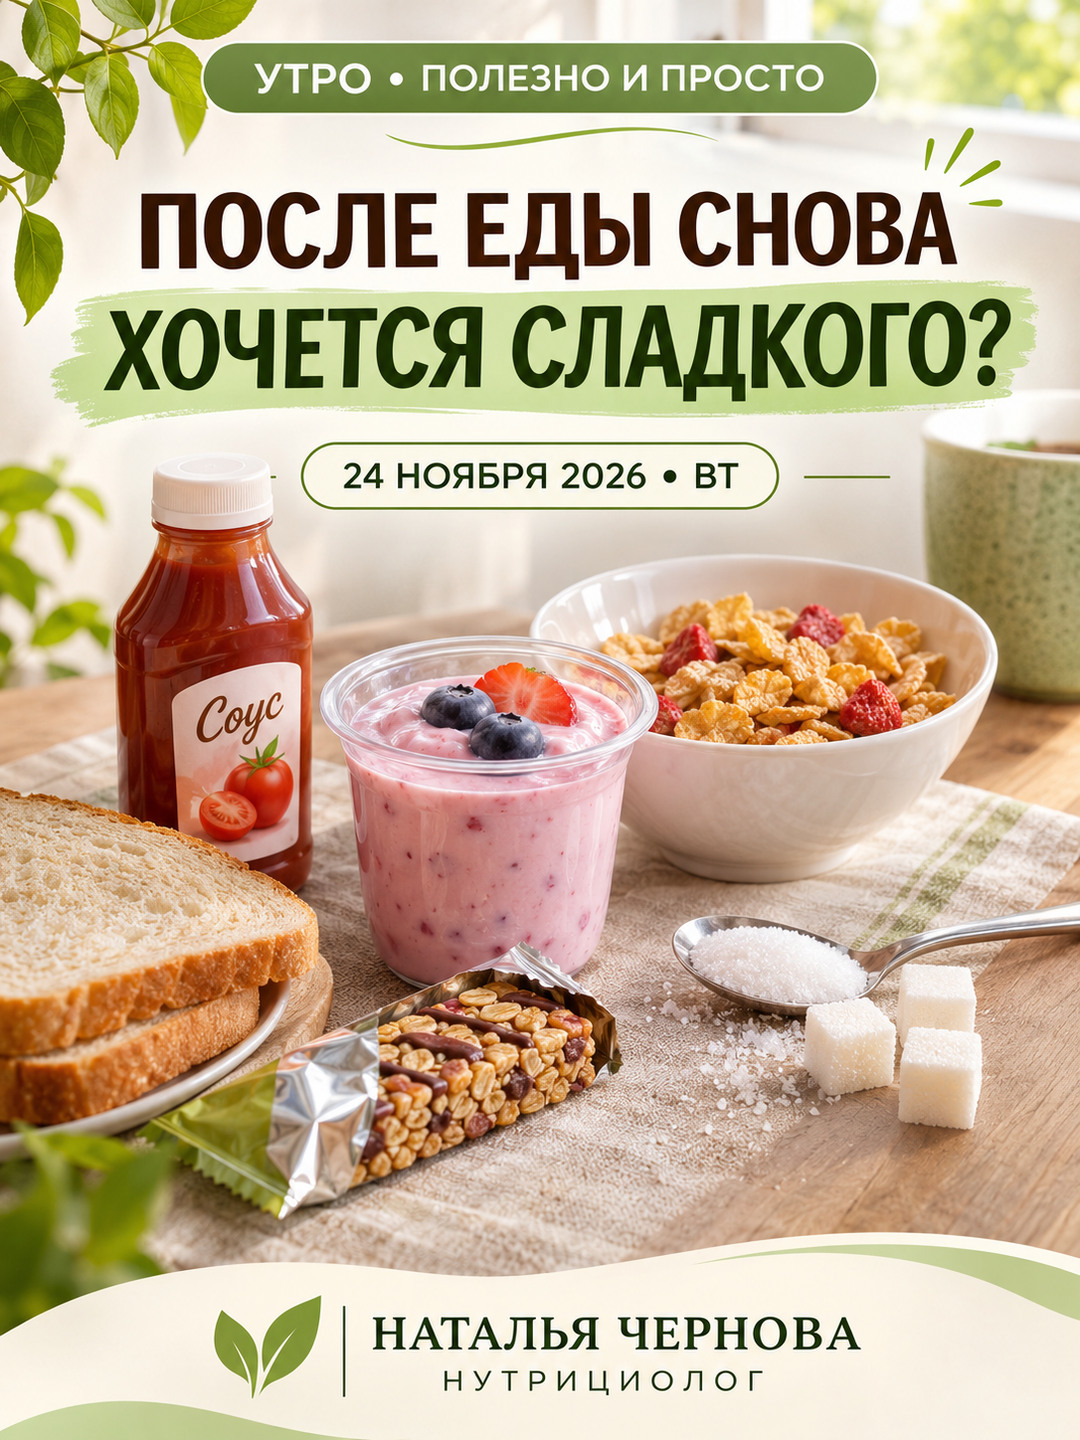 УТРО • ПОЛЕЗНО И ПРОСТО
ПОСЛЕ ЕДЫ СНОВА
ХОЧЕТСЯ СЛАДКОГО?
24 НОЯБРЯ 2026 • ВТ
Соус
НАТАЛЬЯ ЧЕРНОВА
НУТРИЦИОЛОГ